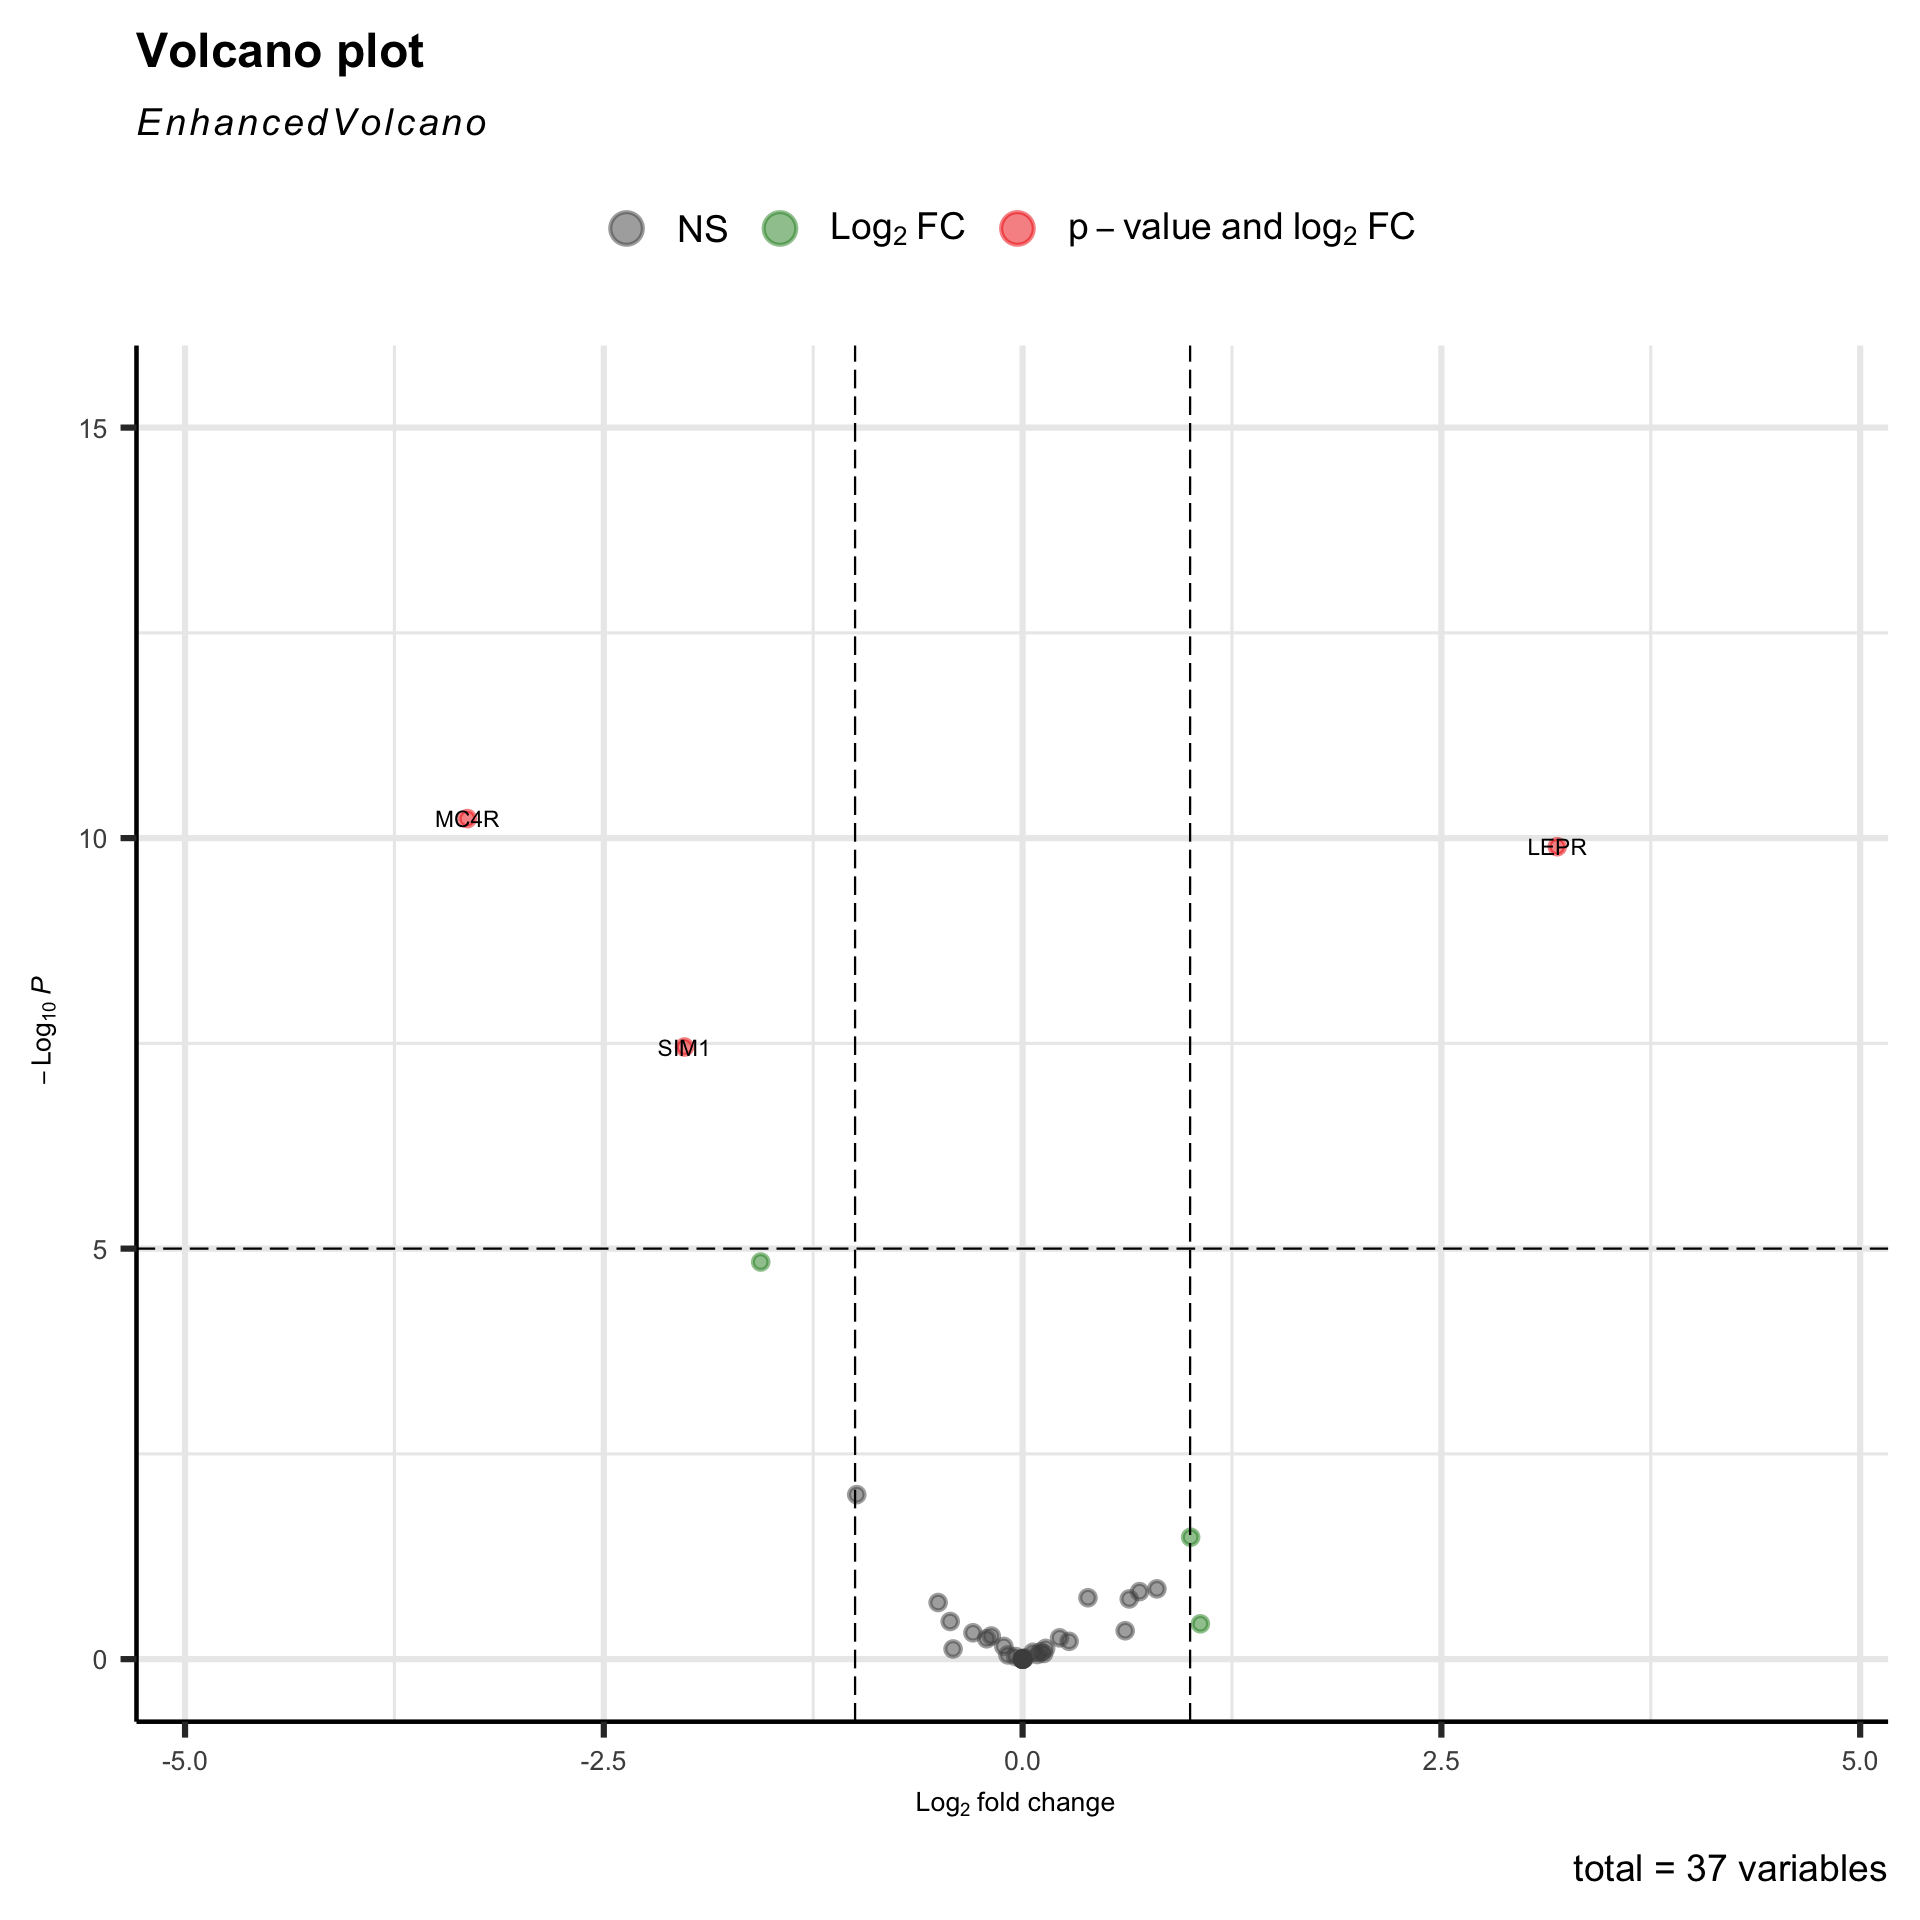 Volcano plot
EnhancedVolcano
NS Log₂ FC p – value and log₂ FC
15
10
5
0
– Log₁₀ P
MC4R
LEPR
SIM1
-5.0 -2.5 0.0 2.5 5.0
Log₂ fold change
total = 37 variables